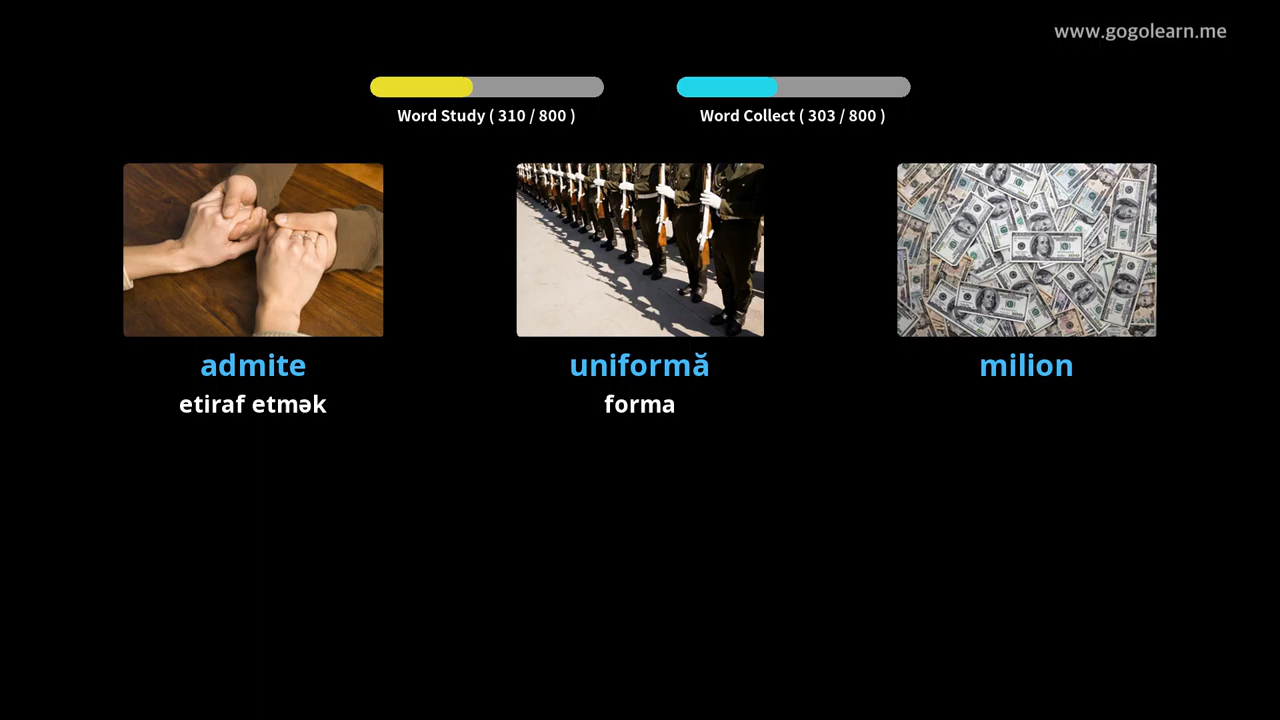 www.gogolearn.me
Word Study ( 310 / 800 )
Word Collect ( 303 / 800 )
admite
etiraf etmək
uniformă
forma
milion